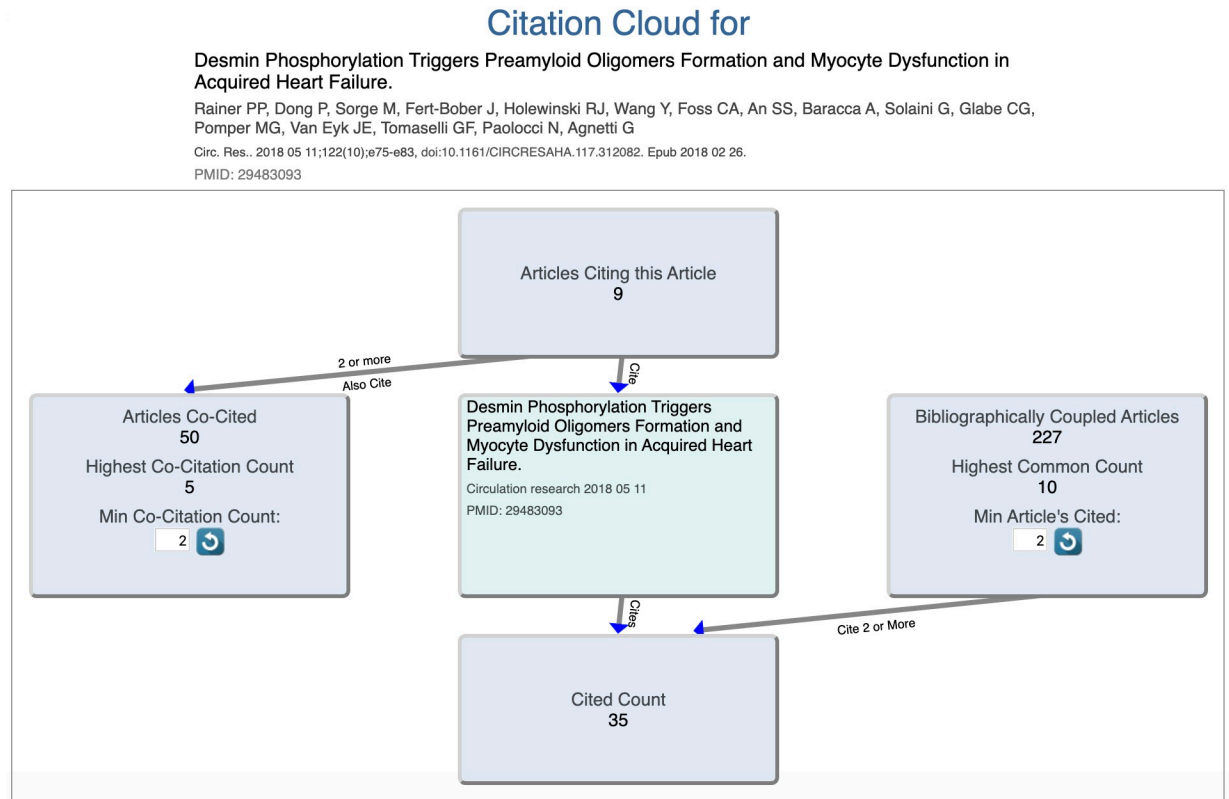 Citation Cloud for
Desmin Phosphorylation Triggers Preamyloid Oligomers Formation and Myocyte Dysfunction in
Acquired Heart Failure.
Rainer PP, Dong P, Sorge M, Fert-Bober J, Holewinski RJ, Wang Y, Foss CA, An SS, Baracca A, Solaini G, Glabe CG,
Pomper MG, Van Eyk JE, Tomaselli GF, Paolocci N, Agnetti G
Circ. Res.. 2018 05 11;122(10);e75-e83, doi:10.1161/CIRCRESAHA.117.312082. Epub 2018 02 26.
PMID: 29483093
Articles Citing this Article
9
2 or more
Also Cite
Cite
Articles Co-Cited
50
Highest Co-Citation Count
5
Min Co-Citation Count:
2
Desmin Phosphorylation Triggers
Preamyloid Oligomers Formation and
Myocyte Dysfunction in Acquired Heart
Failure.
Circulation research 2018 05 11
PMID: 29483093
Bibliographically Coupled Articles
227
Highest Common Count
10
Min Article's Cited:
2
Cites
Cite 2 or More
Cited Count
35